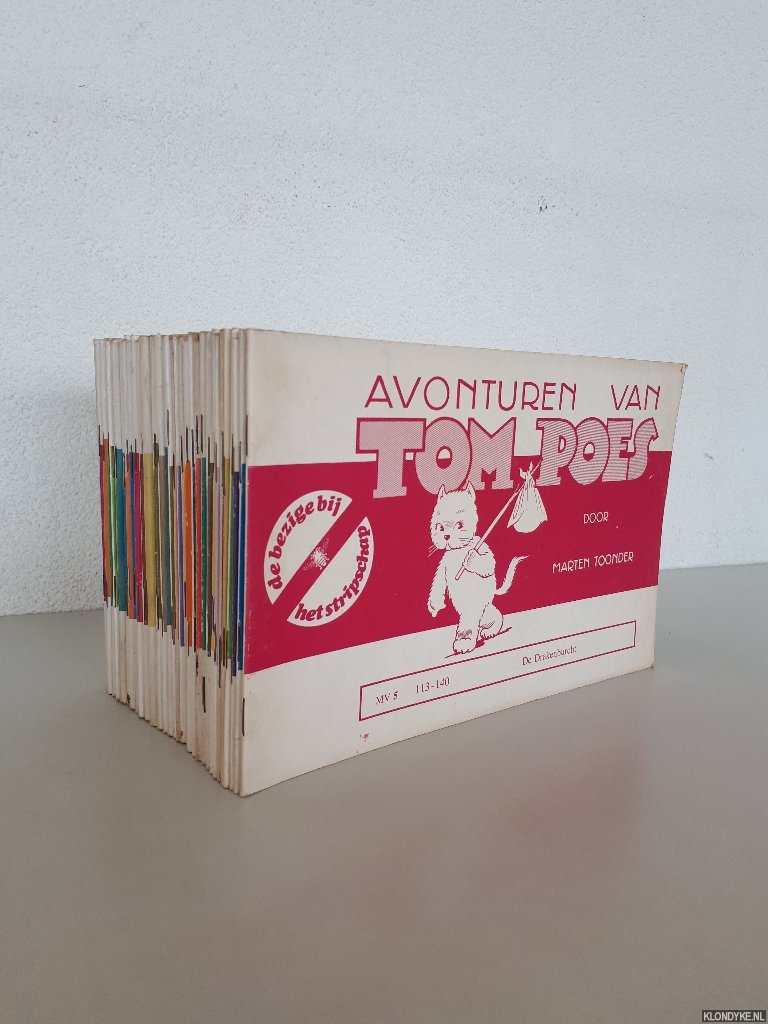 AVONTUREN VAN
TOM POES
de bezige bij
het stripschap
DOOR
MARTEN TOONDER
MV 5 113-140 De Drakenburcht
KLONDYKE.NL